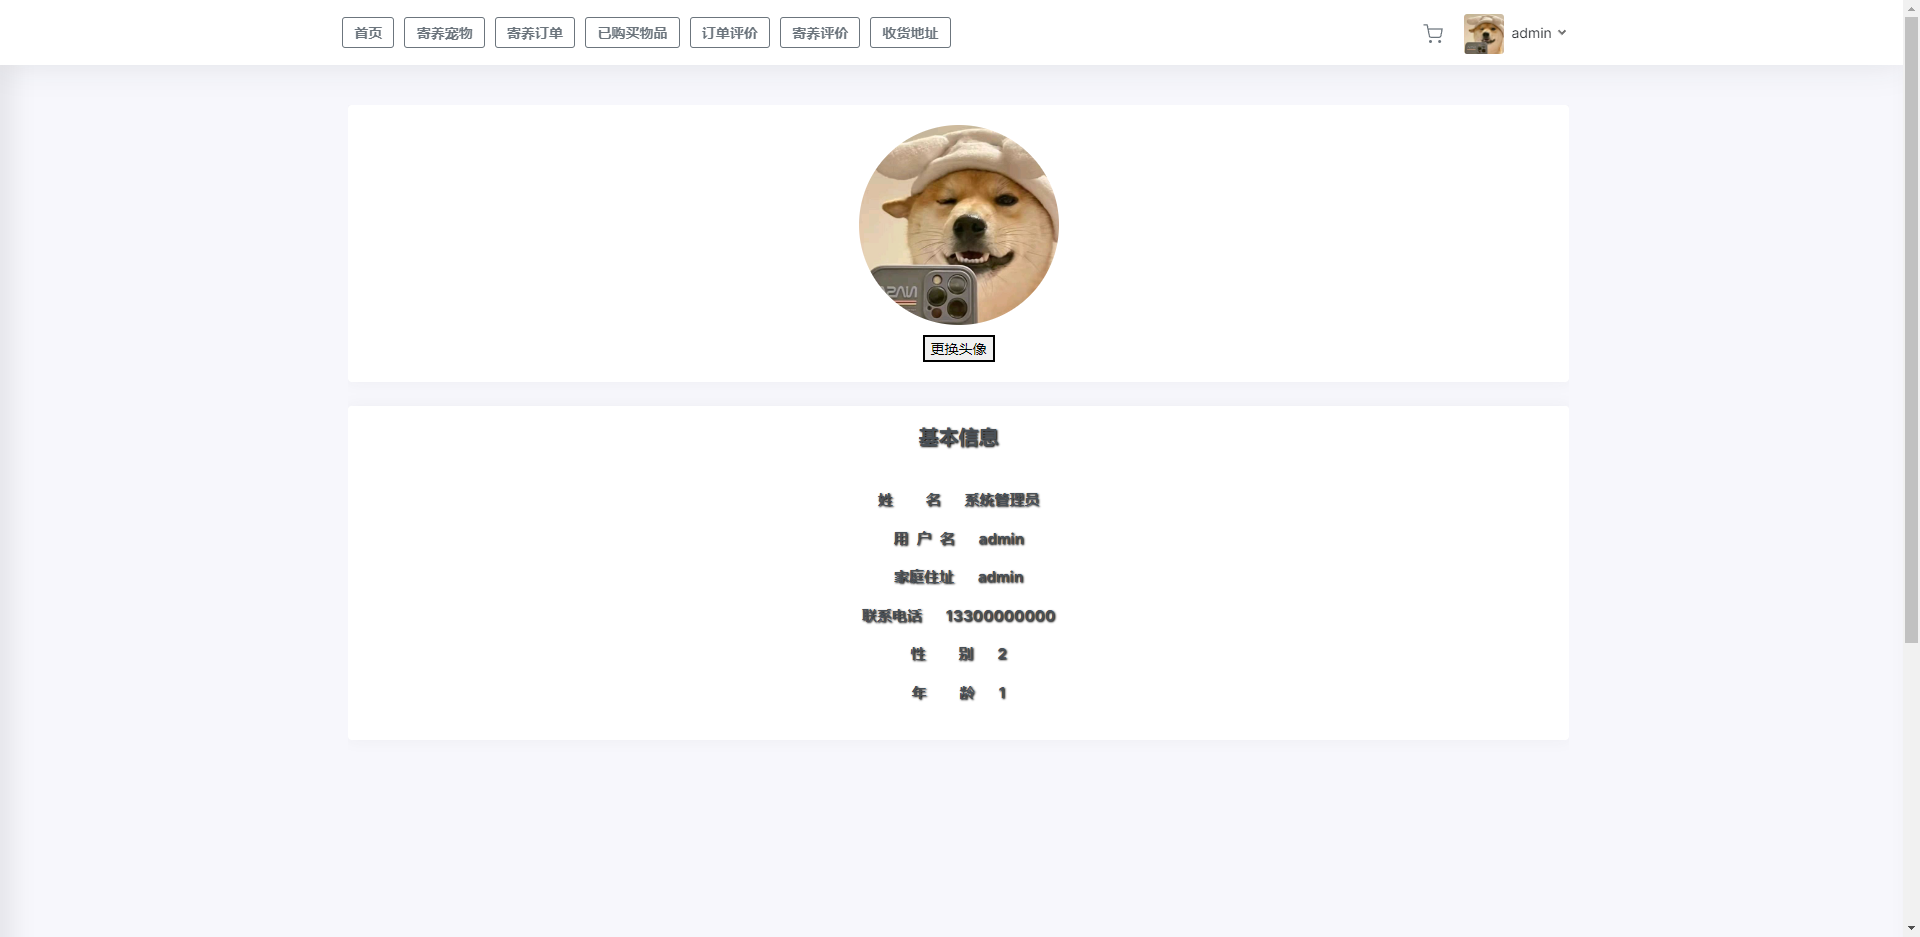 首页 寄养宠物 寄养订单 已购买物品 订单评价 寄养评价 收货地址 admin
更换头像
基本信息
姓 名 系统管理员
用 户 名 admin
家庭住址 admin
联系电话 13300000000
性 别 2
年 龄 1